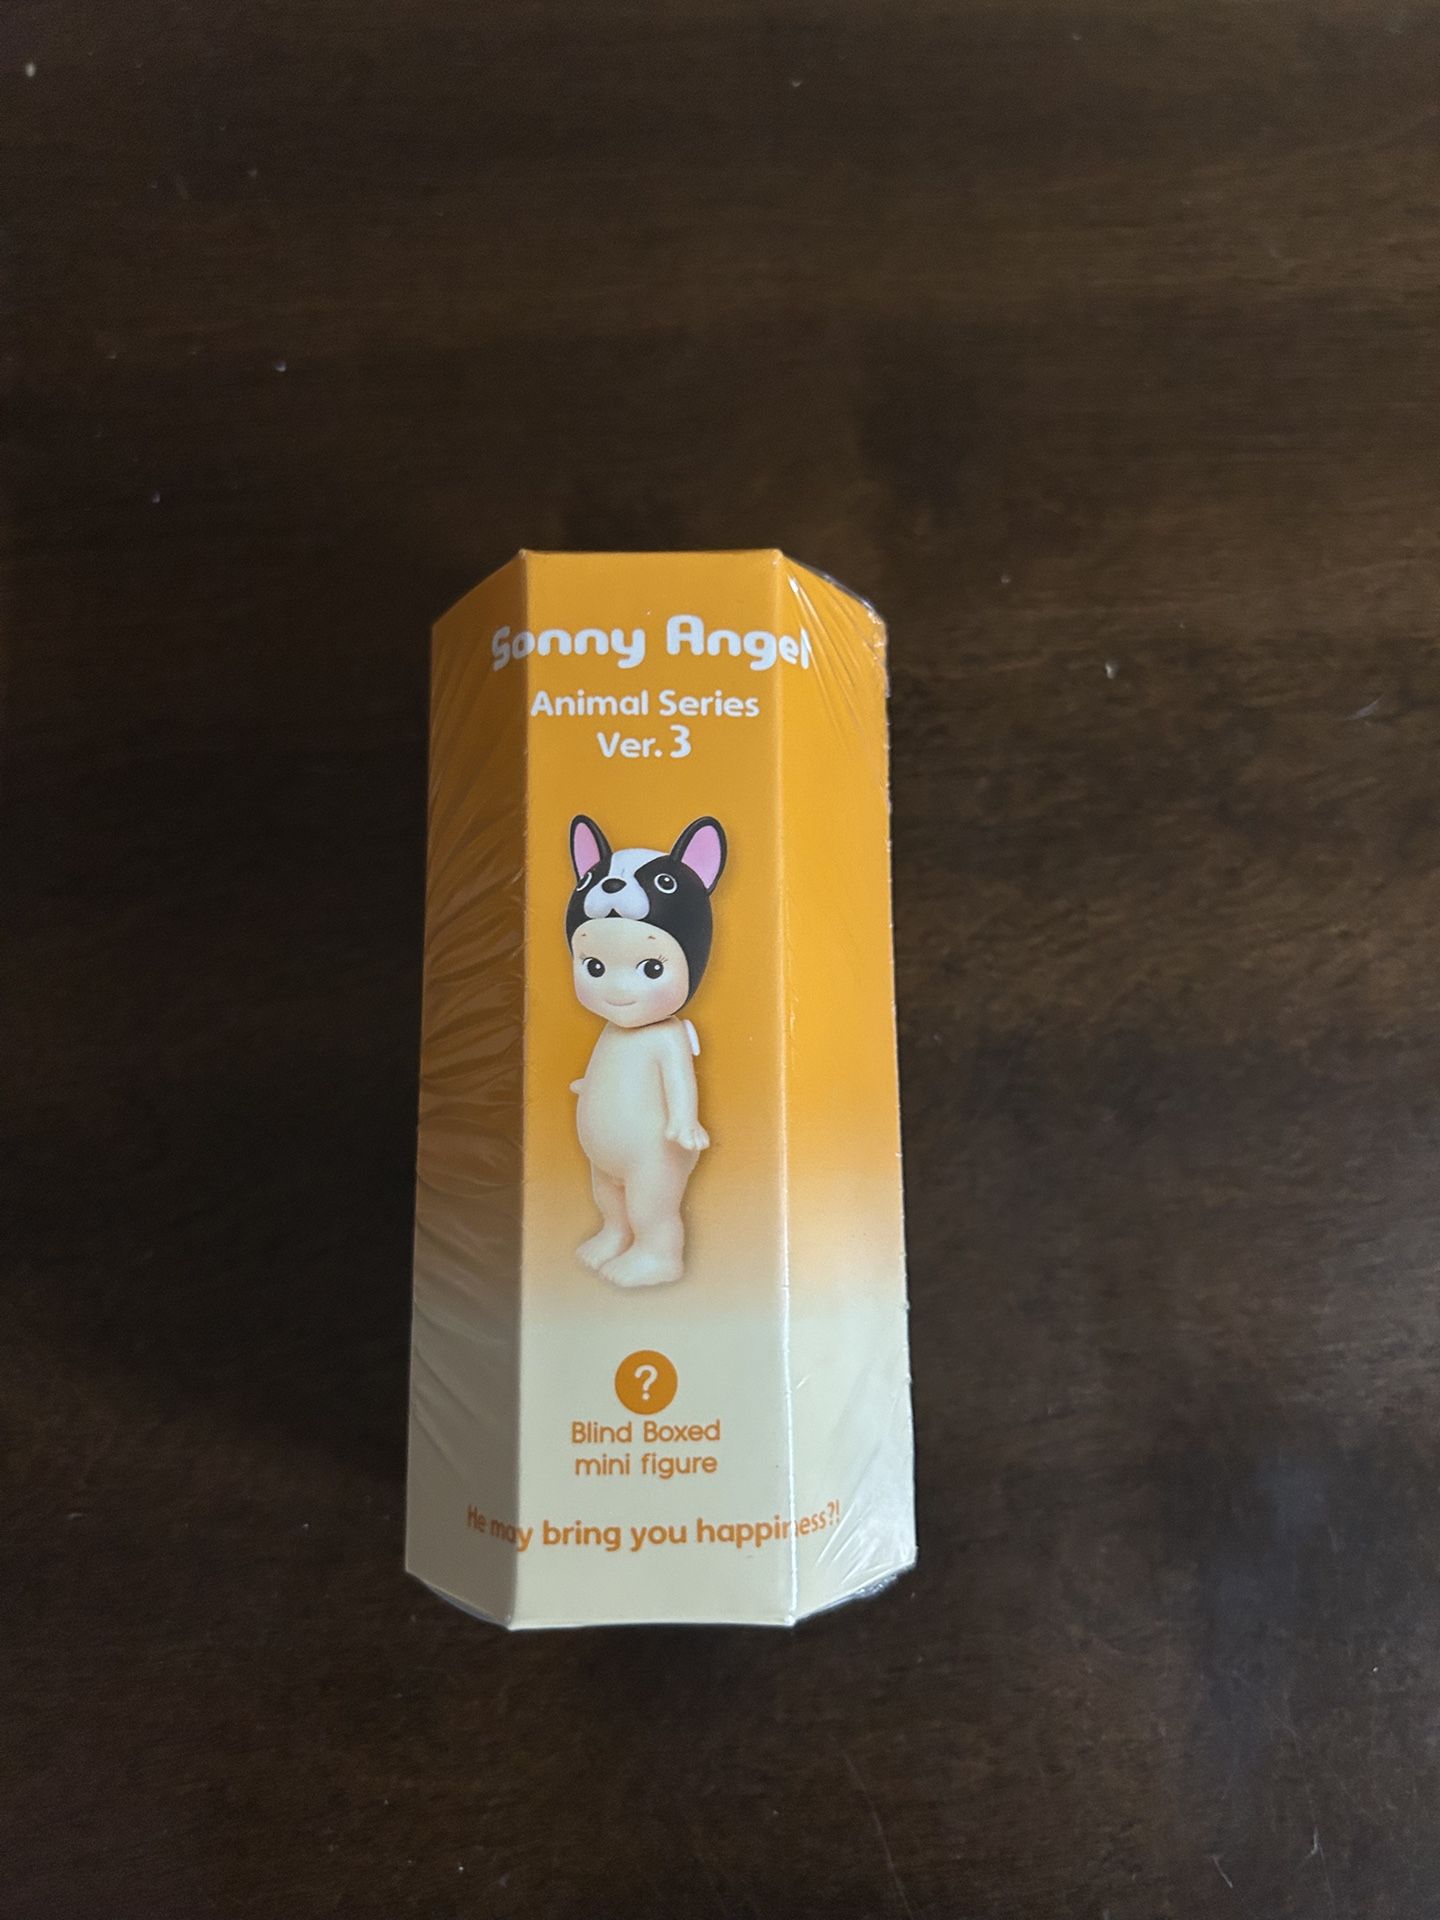 Sonny Angel
Animal Series
Ver. 3
?
Blind Boxed
mini figure
He may bring you happiness?!